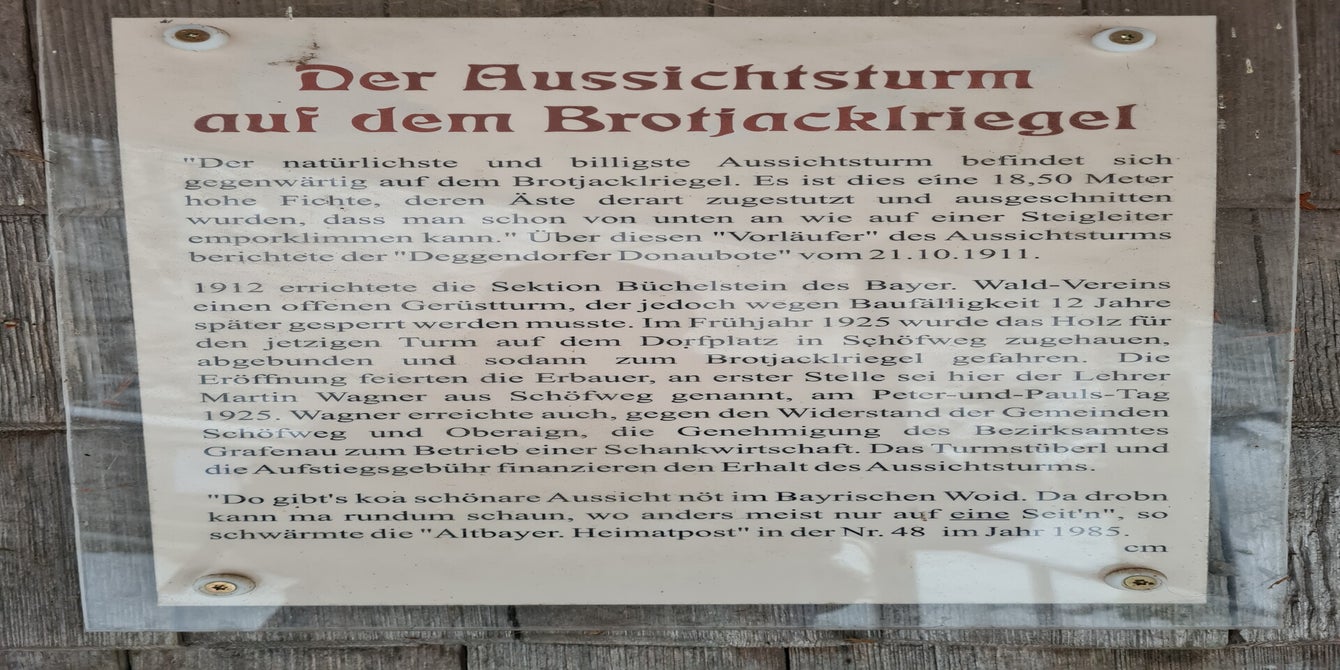 Der Aussichtsturm
auf dem Brotjacklriegel
"Der natürlichste und billigste Aussichtsturm befindet sich
gegenwärtig auf dem Brotjacklriegel. Es ist dies eine 18,50 Meter
hohe Fichte, deren Äste derart zugestutzt und ausgeschnitten
wurden, dass man schon von unten an wie auf einer Steigleiter
emporklimmen kann." Über diesen "Vorläufer" des Aussichtsturms
berichtete der "Deggendorfer Donaubote" vom 21.10.1911.
1912 errichtete die Sektion Büchelstein des Bayer. Wald-Vereins
einen offenen Gerüstturm, der jedoch wegen Baufälligkeit 12 Jahre
später gesperrt werden musste. Im Frühjahr 1925 wurde das Holz für
den jetzigen Turm auf dem Dorfplatz in Schöfweg zugehauen,
abgebunden und sodann zum Brotjacklriegel gefahren. Die
Eröffnung feierten die Erbauer, an erster Stelle sei hier der Lehrer
Martin Wagner aus Schöfweg genannt, am Peter-und-Pauls-Tag
1925. Wagner erreichte auch, gegen den Widerstand der Gemeinden
Schöfweg und Oberaign, die Genehmigung des Bezirksamtes
Grafenau zum Betrieb einer Schankwirtschaft. Das Turmstüberl und
die Aufstiegsgebühr finanzieren den Erhalt des Aussichtsturms.
"Do gibt's koa schönare Aussicht nöt im Bayrischen Woid. Da drobn
kann ma rundum schaun, wo anders meist nur auf eine Seit'n", so
schwärmte die "Altbayer. Heimatpost" in der Nr. 48 im Jahr 1985.
cm